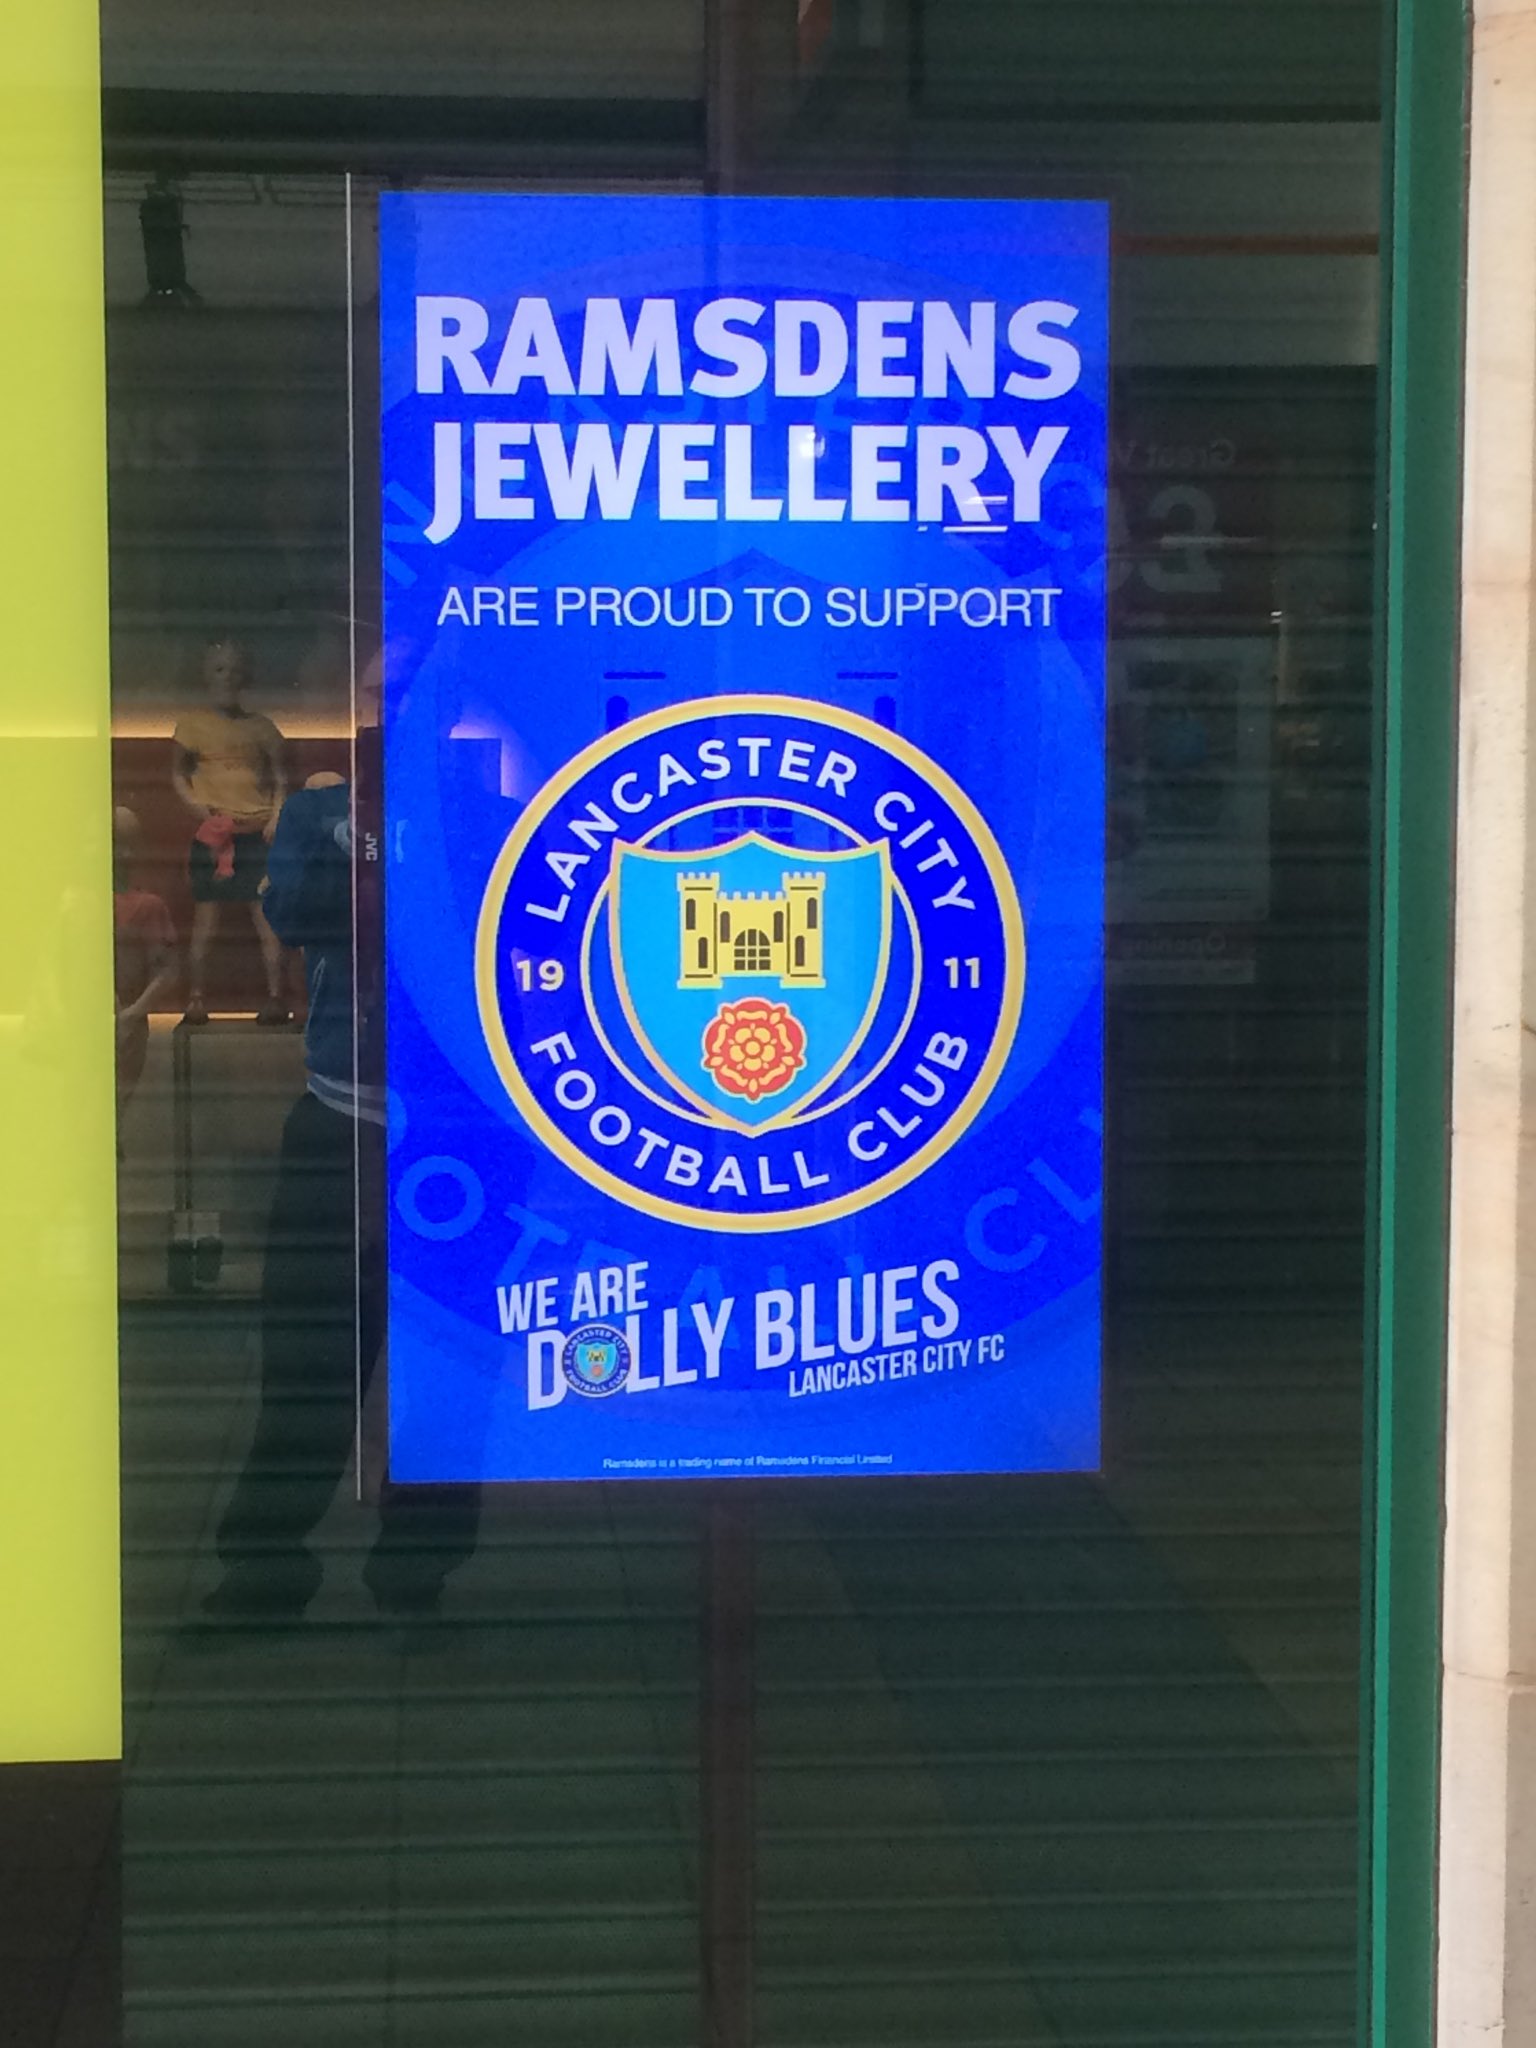 RAMSDENS
JEWELLERY
ARE PROUD TO SUPPORT
LANCASTER CITY
19 11
FOOTBALL CLUB
WE ARE
DOLLY BLUES
LANCASTER CITY FC
Ramsdens is a trading name of Ramsdens Financial Limited
JVC